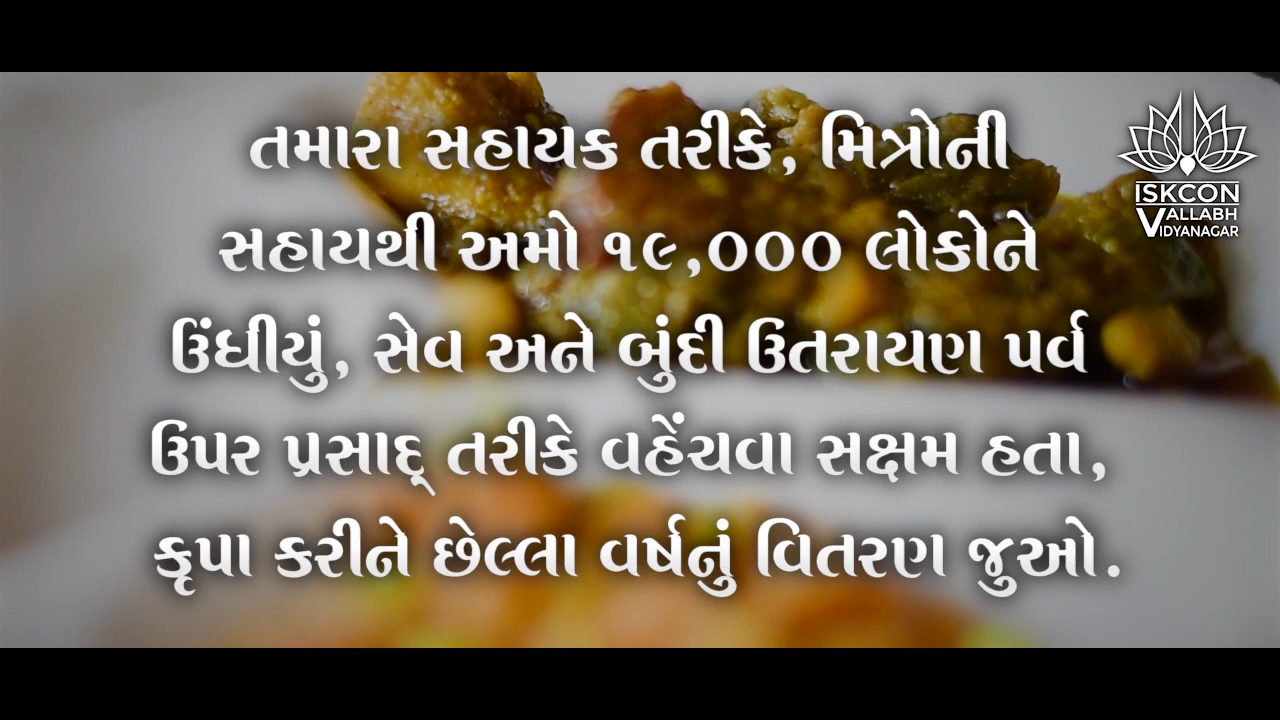 તમારા સહાયક તરીકે, મિત્રોની
સહાયથી અમો ૧૯,૦૦૦ લોકોને
ઉંધીયું, સેવ અને બુંદી ઉતરાયણ પર્વ
ઉપર પ્રસાદ્ તરીકે વહેંચવા સક્ષમ હતા,
કૃપા કરીને છેલ્લા વર્ષનું વિતરણ જુઓ.
ISKCON
VALLABH
VIDYANAGAR